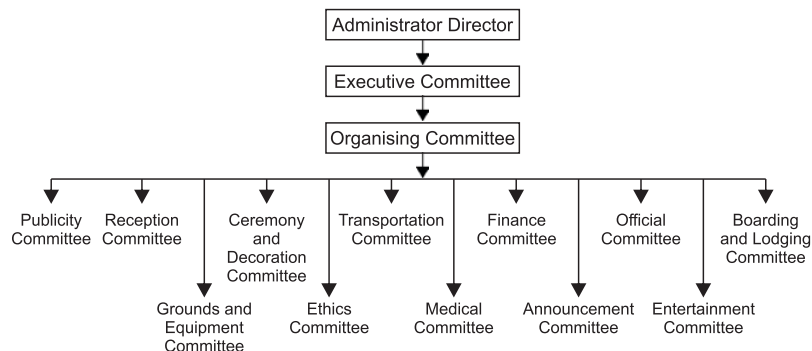 Administrator Director
Executive Committee
Organising Committee
Publicity
Committee
Reception
Committee
Ceremony
and
Decoration
Committee
Transportation
Committee
Finance
Committee
Official
Committee
Boarding
and Lodging
Committee
Grounds and
Equipment
Committee
Ethics
Committee
Medical
Committee
Announcement
Committee
Entertainment
Committee